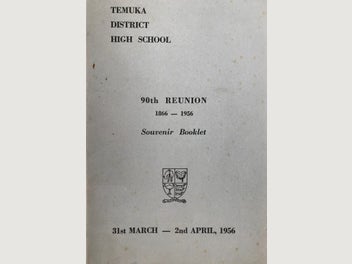 TEMUKA
DISTRICT
HIGH SCHOOL
90th REUNION
1866 — 1956
Souvenir Booklet
31st MARCH — 2nd APRIL, 1956